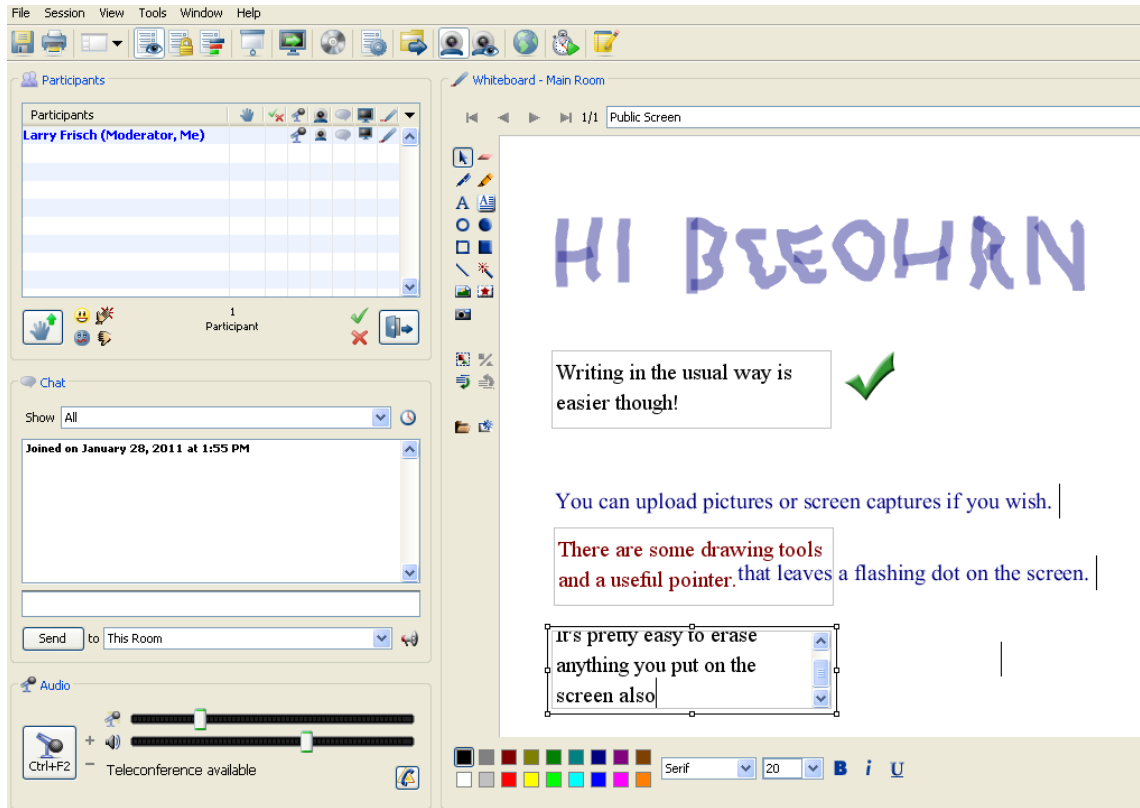 File Session View Tools Window Help
Participants
Participants
Larry Frisch (Moderator, Me)
1
Participant
Chat
Show All
Joined on January 28, 2011 at 1:55 PM
Send to This Room
Audio
Ctrl+F2
+
−
Teleconference available
Whiteboard - Main Room
1/1 Public Screen
A A
HI
Writing in the usual way is
easier though!
You can upload pictures or screen captures if you wish.
There are some drawing tools
and a useful pointer. that leaves a flashing dot on the screen.
It's pretty easy to erase
anything you put on the
screen also
Serif 20 B i U